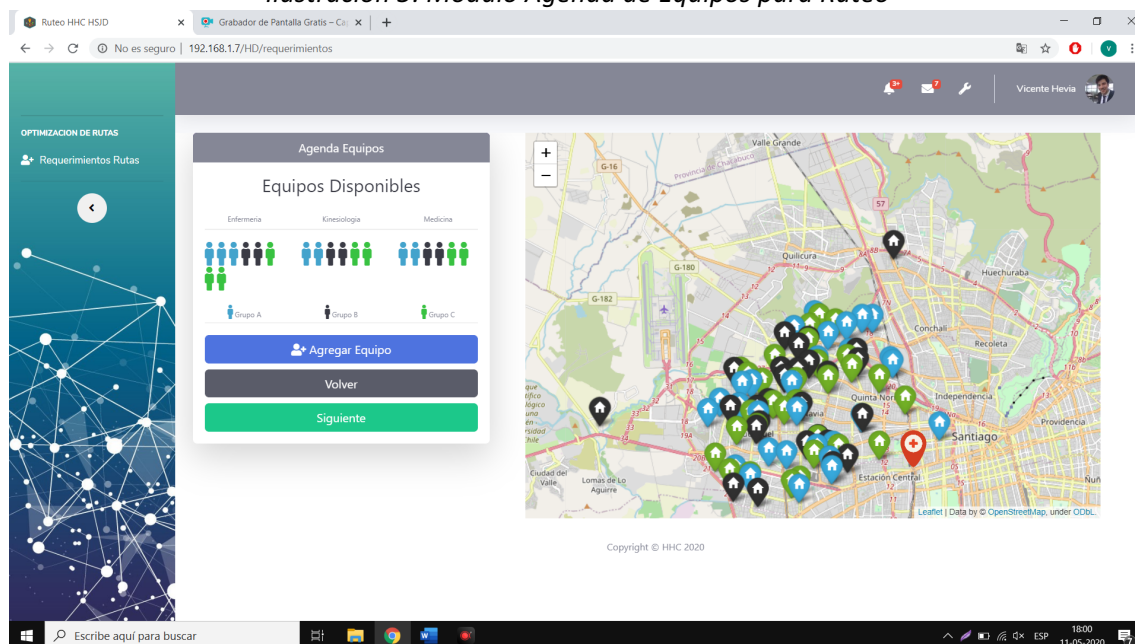 Ilustración 3: Módulo Agenda de Equipos para Ruteo
Ruteo HHC HSJD
Grabador de Pantalla Gratis – Ca
No es seguro | 192.168.1.7/HD/requerimientos
3+
7
Vicente Hevia
OPTIMIZACION DE RUTAS
Requerimientos Rutas
Agenda Equipos
Equipos Disponibles
Enfermeria Kinesiologia Medicina
Grupo A Grupo B Grupo C
Agregar Equipo
Volver
Siguiente
+
−
Valle Grande
G-16
Provincia de Chacabuco
57
Quilicura
G-180
Huechuraba
G-182
Conchalí
Recoleta
Quinta Nor
Independencia
Providencia
Santiago
19A
Estación Central
Ciudad del
Valle
Lomas de Lo
Aguirre
Ñuñ
Leaflet | Data by © OpenStreetMap, under ODbL.
Copyright © HHC 2020
Escribe aquí para buscar
ESP
18:00
11-05-2020